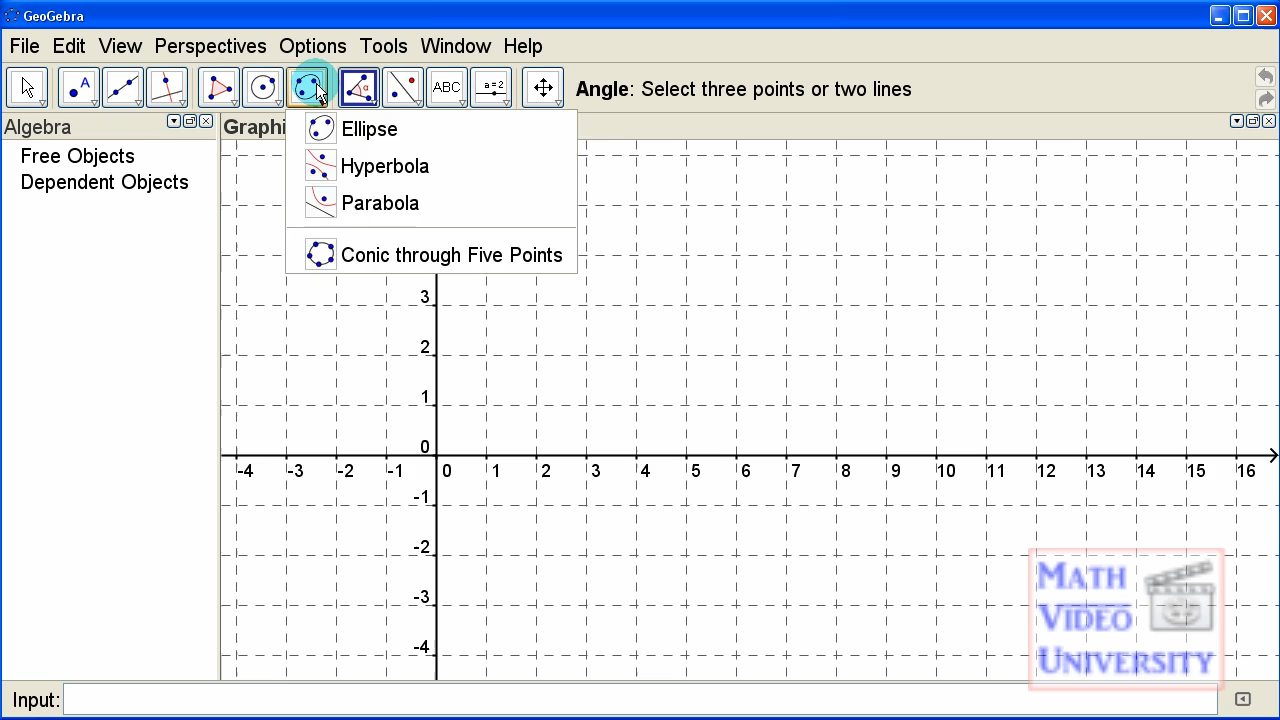 GeoGebra
File Edit View Perspectives Options Tools Window Help
A ABC a=2 Angle: Select three points or two lines
Algebra
Graphi
Free Objects
Dependent Objects
Ellipse
Hyperbola
Parabola
Conic through Five Points
3
2
1
0
-4 -3 -2 -1 0 1 2 3 4 5 6 7 8 9 10 11 12 13 14 15 16
-1
-2
-3
-4
MATH
VIDEO
UNIVERSITY
Input: